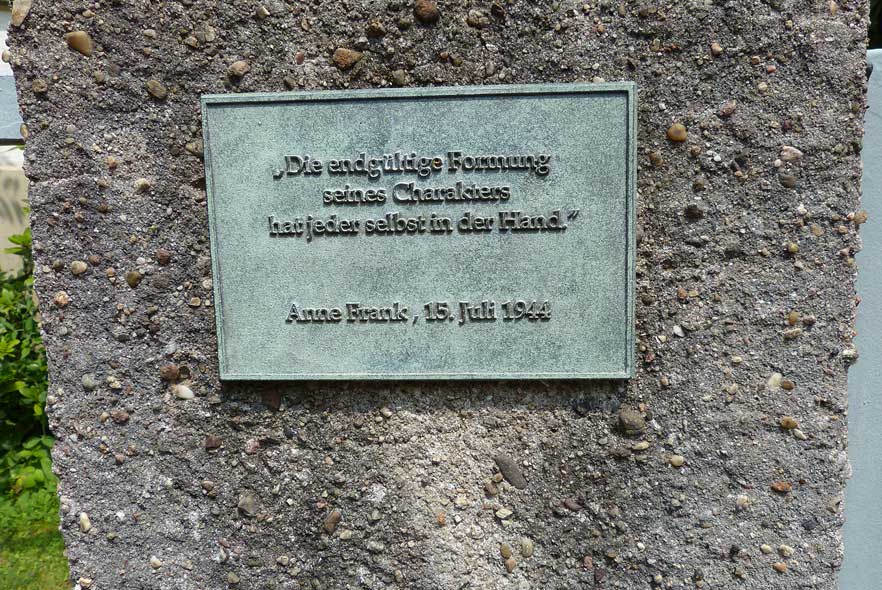 „Die endgültige Formung
seines Charakters
hat jeder selbst in der Hand.”
Anne Frank, 15. Juli 1944